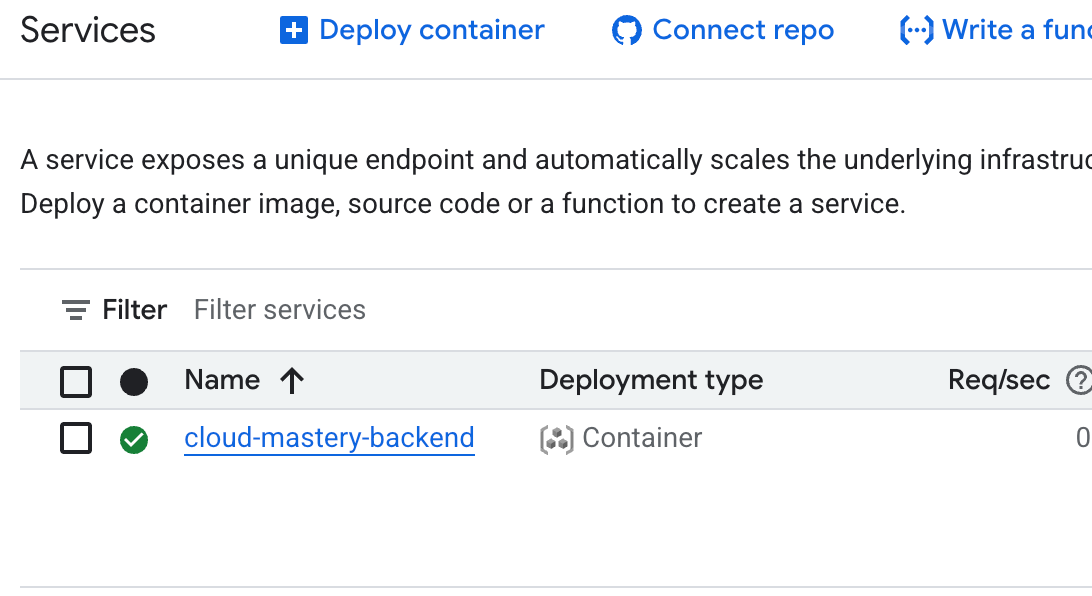 Services Deploy container Connect repo Write a func
A service exposes a unique endpoint and automatically scales the underlying infrastruc
Deploy a container image, source code or a function to create a service.
Filter Filter services
Name Deployment type Req/sec
cloud-mastery-backend Container 0